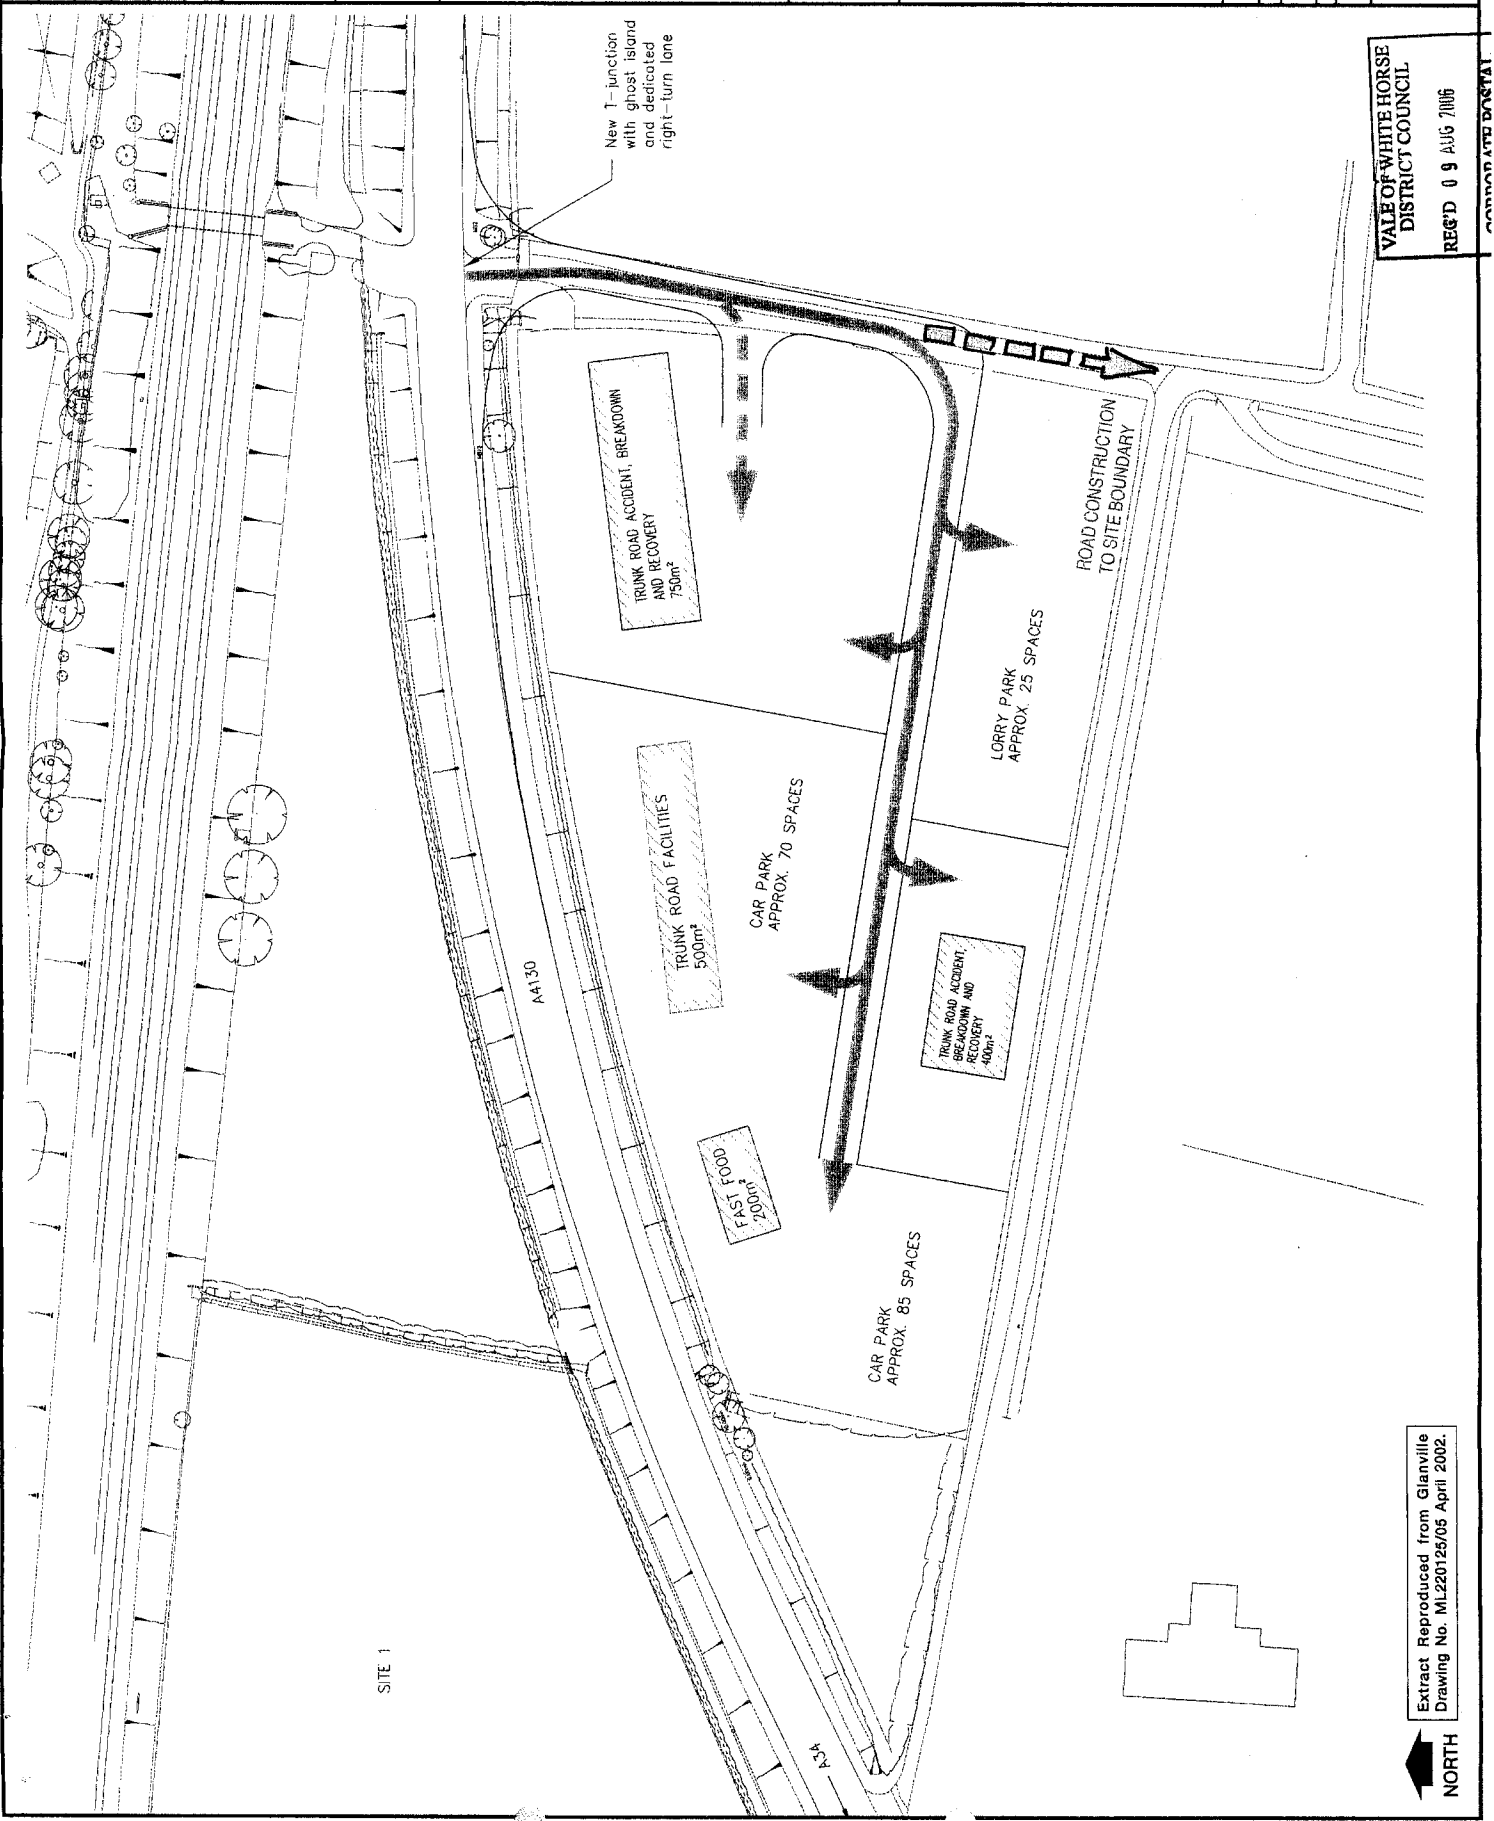 New T-junction
with ghost island
and dedicated
right-turn lane
VALE OF WHITE HORSE
DISTRICT COUNCIL
REG'D 09 AUG 2006
CORPORATE POSTAL
TRUNK ROAD ACCIDENT, BREAKDOWN
AND RECOVERY
750m²
ROAD CONSTRUCTION
TO SITE BOUNDARY
LORRY PARK
APPROX. 25 SPACES
TRUNK ROAD FACILITIES
500m²
CAR PARK
APPROX. 70 SPACES
A4130
TRUNK ROAD ACCIDENT,
BREAKDOWN AND
RECOVERY
400m²
FAST FOOD
200m²
CAR PARK
APPROX. 85 SPACES
SITE 1
A34
Extract Reproduced from Glanville
Drawing No. ML220125/05 April 2002.
NORTH